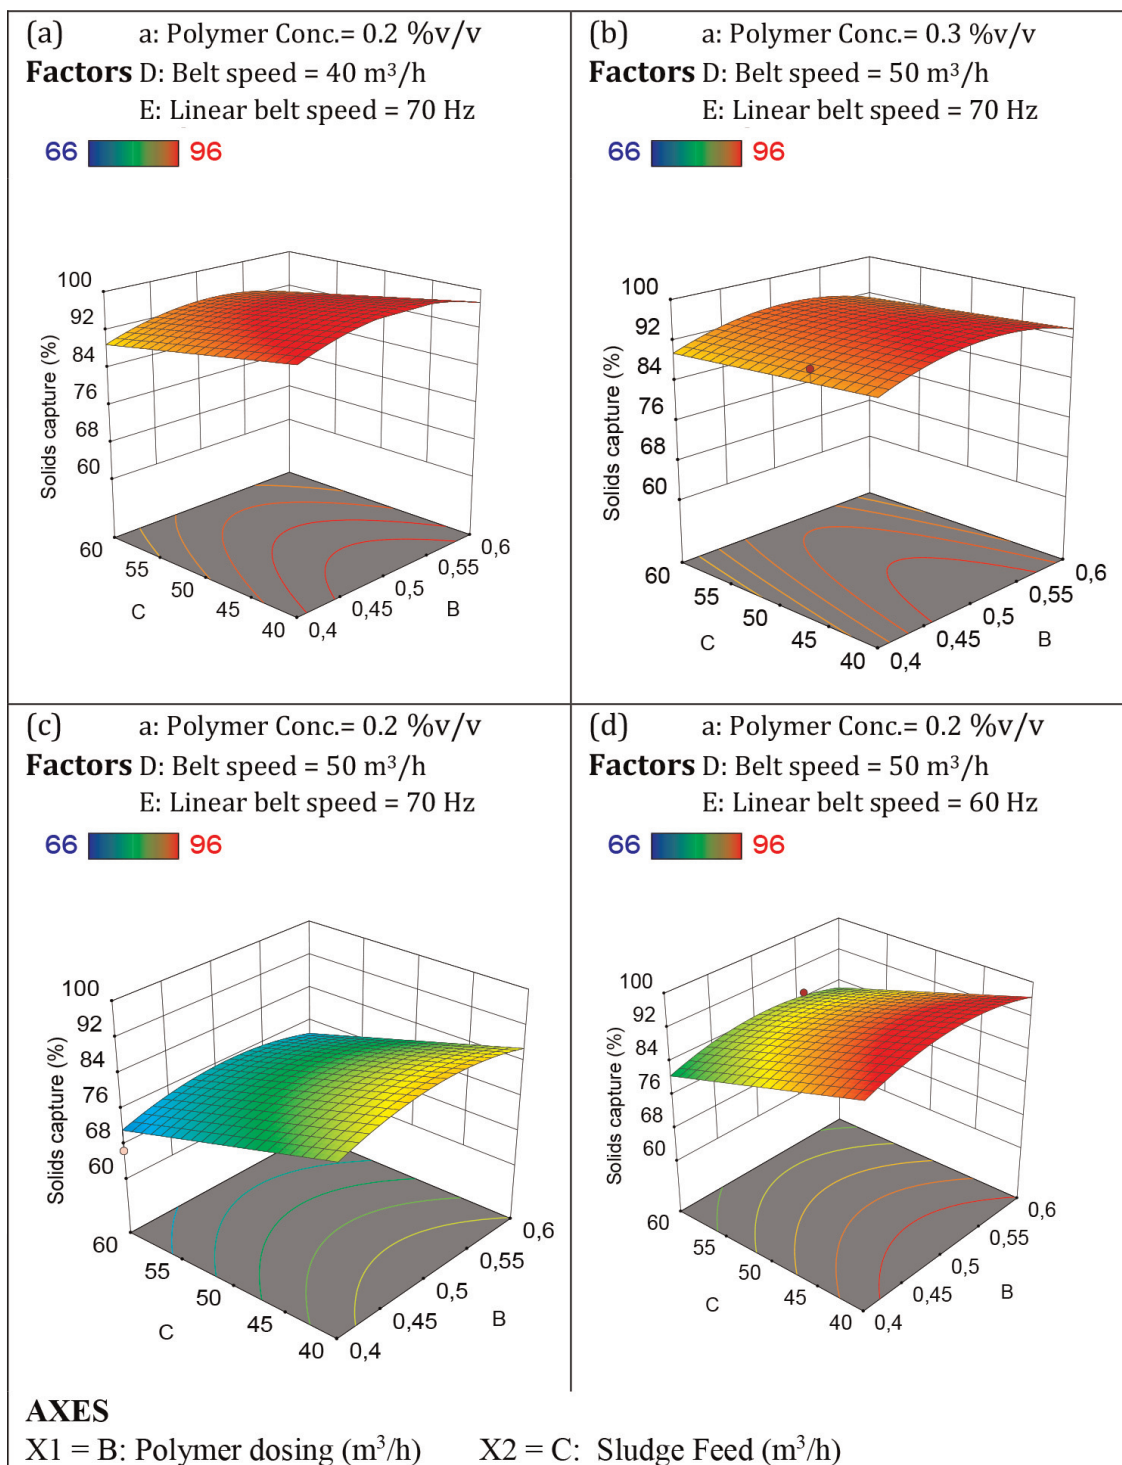 (a) a: Polymer Conc.= 0.2 %v/v
Factors D: Belt speed = 40 m³/h
E: Linear belt speed = 70 Hz
66 96
100
92
84
76
68
60
Solids capture (%)
60
55
50
45
40
C
0,4
0,45
0,5
0,55
0,6
B
(b) a: Polymer Conc.= 0.3 %v/v
Factors D: Belt speed = 50 m³/h
E: Linear belt speed = 70 Hz
66 96
100
92
84
76
68
60
Solids capture (%)
60
55
50
45
40
C
0,4
0,45
0,5
0,55
0,6
B
(c) a: Polymer Conc.= 0.2 %v/v
Factors D: Belt speed = 50 m³/h
E: Linear belt speed = 70 Hz
66 96
100
92
84
76
68
60
Solids capture (%)
60
55
50
45
40
C
0,4
0,45
0,5
0,55
0,6
B
(d) a: Polymer Conc.= 0.2 %v/v
Factors D: Belt speed = 50 m³/h
E: Linear belt speed = 60 Hz
66 96
100
92
84
76
68
60
Solids capture (%)
60
55
50
45
40
C
0,4
0,45
0,5
0,55
0,6
B
AXES
X1 = B: Polymer dosing (m³/h) X2 = C: Sludge Feed (m³/h)